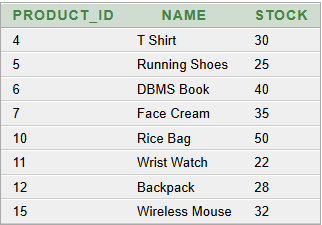 PRODUCT_ID NAME STOCK
4 T Shirt 30
5 Running Shoes 25
6 DBMS Book 40
7 Face Cream 35
10 Rice Bag 50
11 Wrist Watch 22
12 Backpack 28
15 Wireless Mouse 32